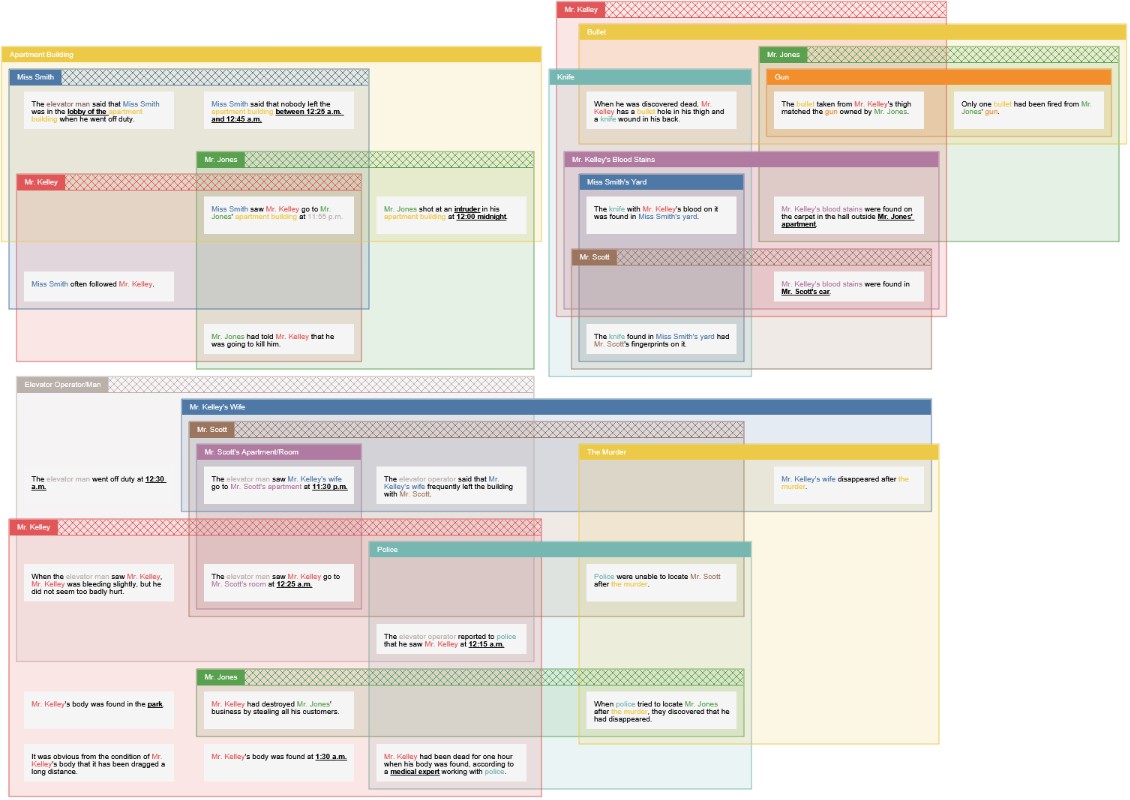 Mr. Kelley
Bullet
Apartment Building
Mr. Jones
Miss Smith
Knife
Gun
The elevator man said that Miss Smith
was in the lobby of the apartment
building when he went off duty.
Miss Smith said that nobody left the
apartment building between 12:25 a.m.
and 12:45 a.m.
When he was discovered dead, Mr.
Kelley has a bullet hole in his thigh and
a knife wound in his back.
The bullet taken from Mr. Kelley's thigh
matched the gun owned by Mr. Jones.
Only one bullet had been fired from Mr.
Jones' gun.
Mr. Jones
Mr. Kelley's Blood Stains
Mr. Kelley
Miss Smith's Yard
Miss Smith saw Mr. Kelley go to Mr.
Jones' apartment building at 11:55 p.m.
Mr. Jones shot at an intruder in his
apartment building at 12:00 midnight.
The knife with Mr. Kelley's blood on it
was found in Miss Smith's yard.
Mr. Kelley's blood stains were found on
the carpet in the hall outside Mr. Jones'
apartment.
Mr. Scott
Miss Smith often followed Mr. Kelley.
Mr. Kelley's blood stains were found in
Mr. Scott's car.
Mr. Jones had told Mr. Kelley that he
was going to kill him.
The knife found in Miss Smith's yard had
Mr. Scott's fingerprints on it.
Elevator Operator/Man
Mr. Kelley's Wife
Mr. Scott
Mr. Scott's Apartment/Room
The Murder
The elevator man went off duty at 12:30
a.m.
The elevator man saw Mr. Kelley's wife
go to Mr. Scott's apartment at 11:30 p.m.
The elevator operator said that Mr.
Kelley's wife frequently left the building
with Mr. Scott.
Mr. Kelley's wife disappeared after the
murder.
Mr. Kelley
Police
When the elevator man saw Mr. Kelley,
Mr. Kelley was bleeding slightly, but he
did not seem too badly hurt.
The elevator man saw Mr. Kelley go to
Mr. Scott's room at 12:25 a.m.
Police were unable to locate Mr. Scott
after the murder.
The elevator operator reported to police
that he saw Mr. Kelley at 12:15 a.m.
Mr. Jones
Mr. Kelley's body was found in the park.
Mr. Kelley had destroyed Mr. Jones'
business by stealing all his customers.
When police tried to locate Mr. Jones
after the murder, they discovered that he
had disappeared.
It was obvious from the condition of Mr.
Kelley's body that it has been dragged a
long distance.
Mr. Kelley's body was found at 1:30 a.m.
Mr. Kelley had been dead for one hour
when his body was found, according to
a medical expert working with police.